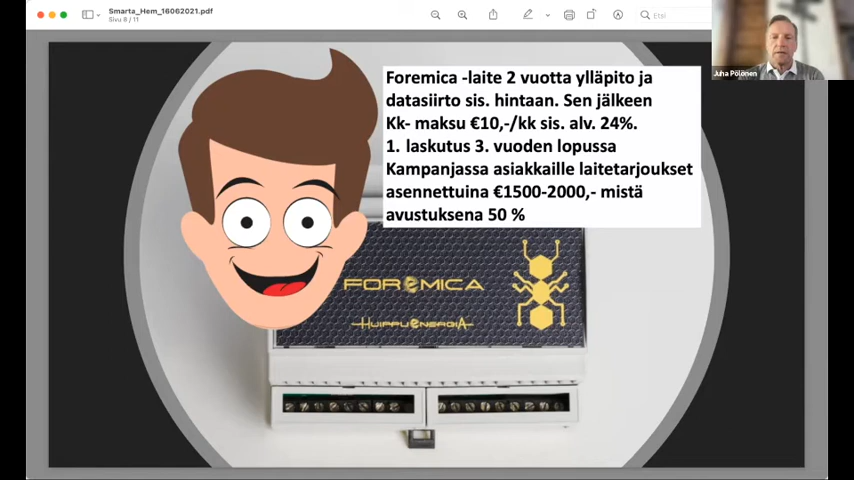 Smarta_Hem_16062021.pdf
Sivu 8 / 11
Etsi
Juha Pölönen
Foremica -laite 2 vuotta ylläpito ja
datasiirto sis. hintaan. Sen jälkeen
Kk- maksu €10,-/kk sis. alv. 24%.
1. laskutus 3. vuoden lopussa
Kampanjassa asiakkaille laitetarjoukset
asennettuina €1500-2000,- mistä
avustuksena 50 %
FOREMICA
HUIPPUENERGIA